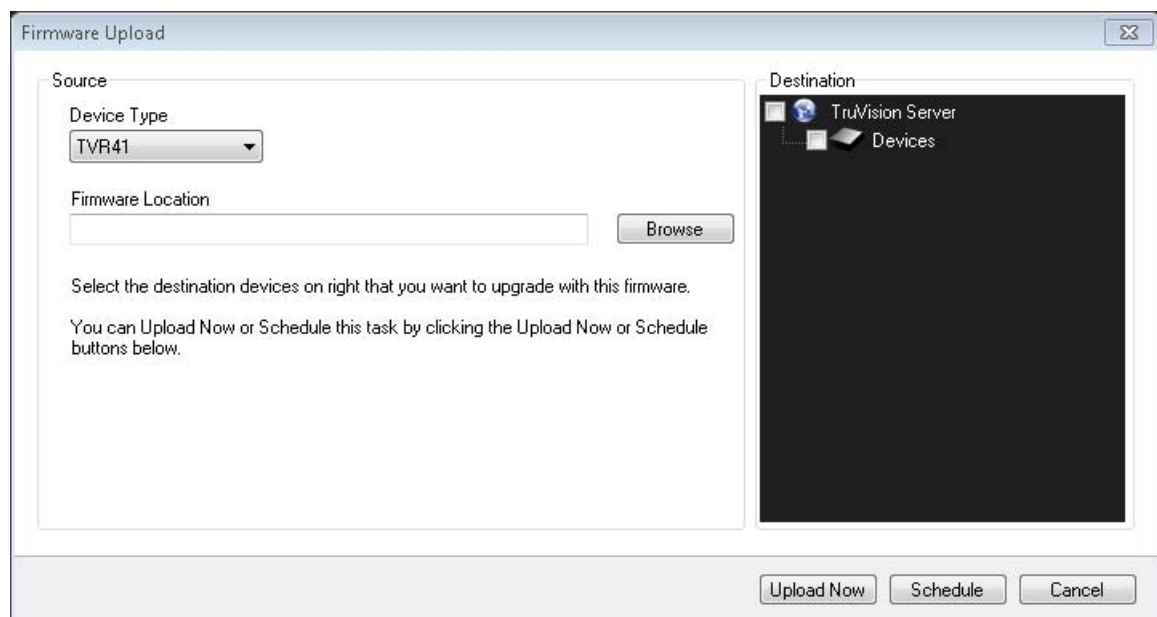 Firmware Upload
Source
Device Type
TVR41
Firmware Location
Browse
Select the destination devices on right that you want to upgrade with this firmware.
You can Upload Now or Schedule this task by clicking the Upload Now or Schedule
buttons below.
Destination
TruVision Server
Devices
Upload Now
Schedule
Cancel